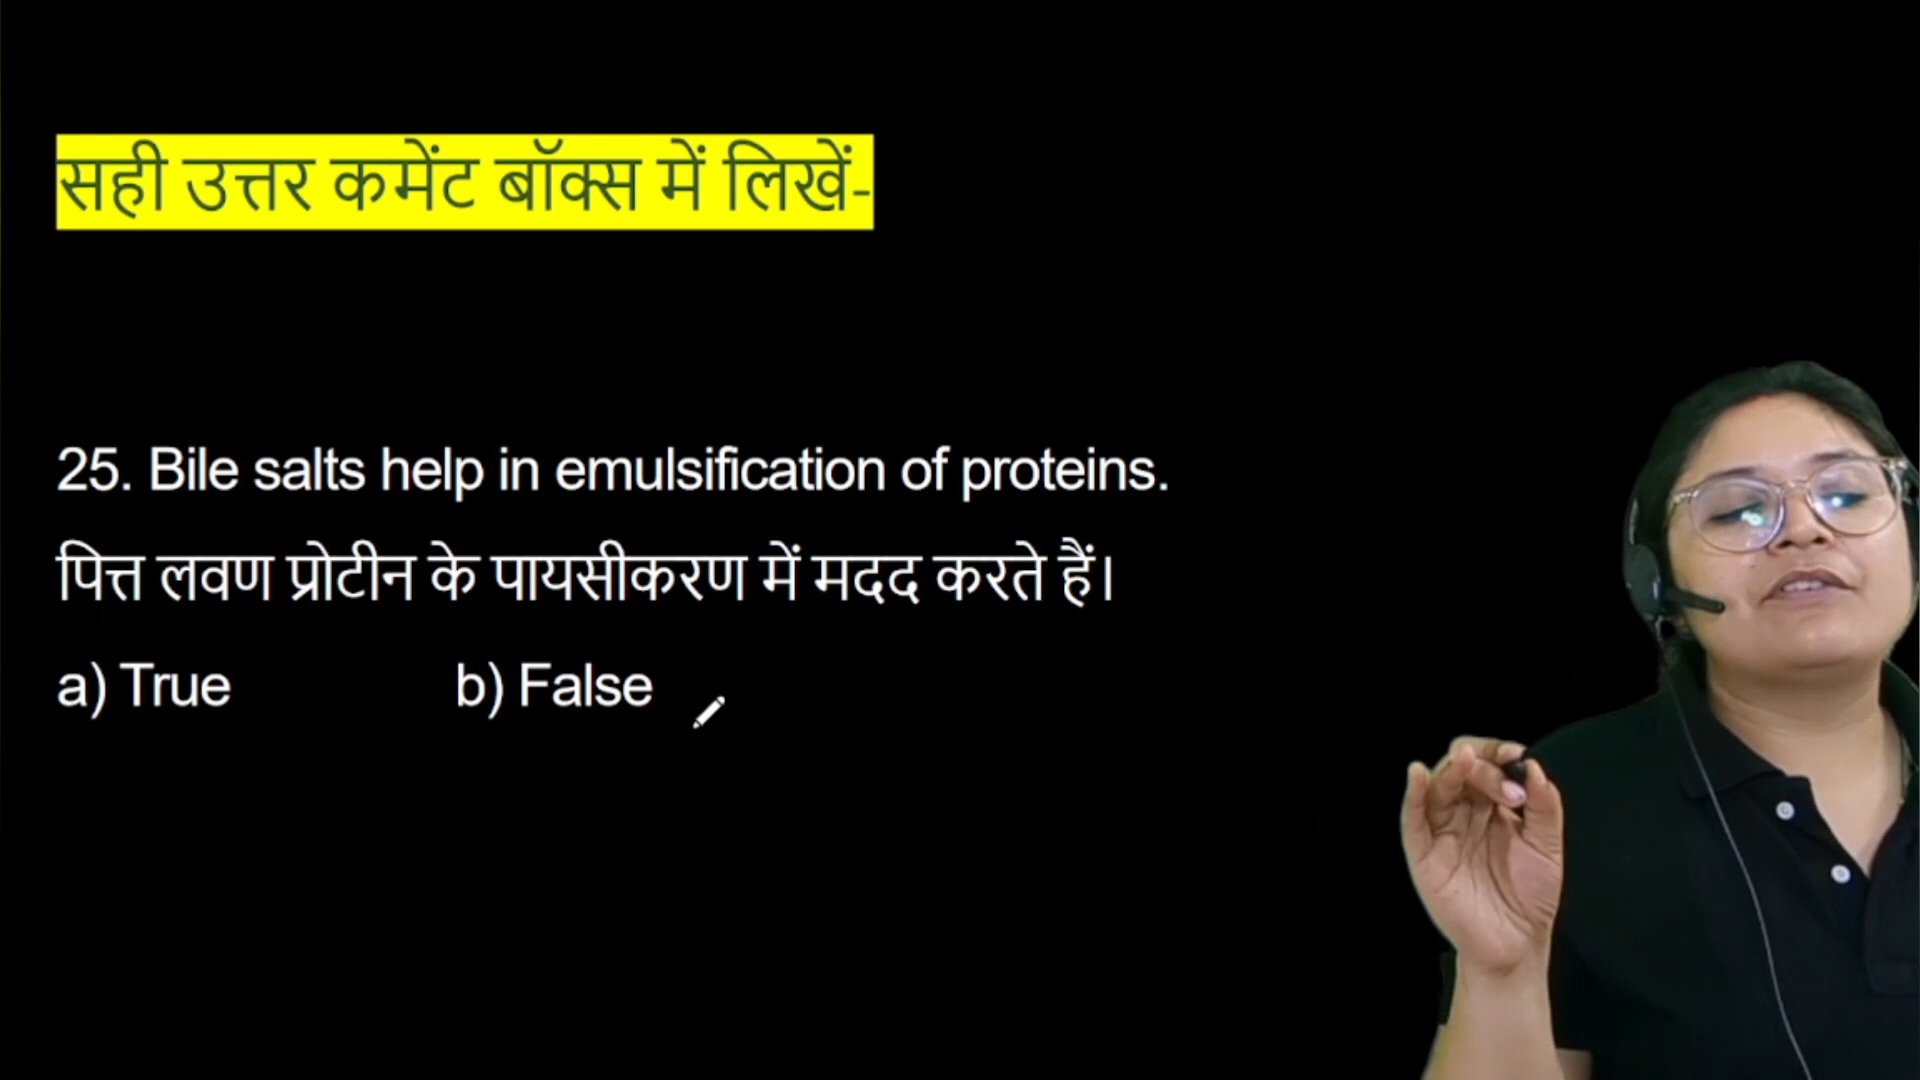 सही उत्तर कमेंट बॉक्स में लिखें-
25. Bile salts help in emulsification of proteins.
पित्त लवण प्रोटीन के पायसीकरण में मदद करते हैं।
a) True b) False